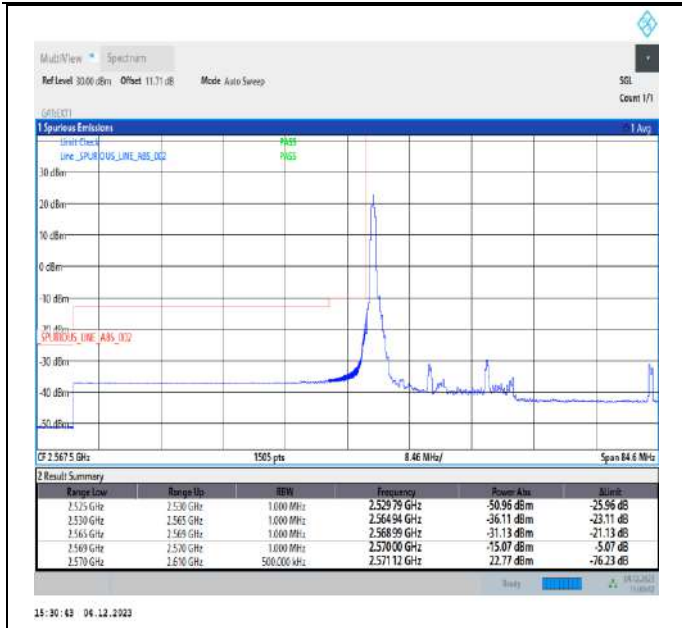 MultiView Spectrum
Ref Level 30.00 dBm Offset 11.71 dB Mode Auto Sweep SGL
Count 1/1
1 Spurious Emissions 1 Avg
Limit Check PASS
Line _SPURIOUS_LINE_ABS_002 PASS
30 dBm
20 dBm
10 dBm
0 dBm
-10 dBm
-20 dBm
_SPURIOUS_LINE_ABS_002
-30 dBm
-40 dBm
-50 dBm
CF 2.5675 GHz 1505 pts 8.46 MHz/ Span 84.6 MHz
2 Result Summary
Range Low Range Up RBW Frequency Power Abs ΔLimit
2.525 GHz 2.530 GHz 1.000 MHz 2.52979 GHz -50.96 dBm -25.96 dB
2.530 GHz 2.565 GHz 1.000 MHz 2.56494 GHz -36.11 dBm -23.11 dB
2.565 GHz 2.569 GHz 1.000 MHz 2.56899 GHz -31.13 dBm -21.13 dB
2.569 GHz 2.570 GHz 1.000 MHz 2.57000 GHz -15.07 dBm -5.07 dB
2.570 GHz 2.610 GHz 500.000 kHz 2.57112 GHz 22.77 dBm -76.23 dB
Ready
15:30:43 04.12.2023